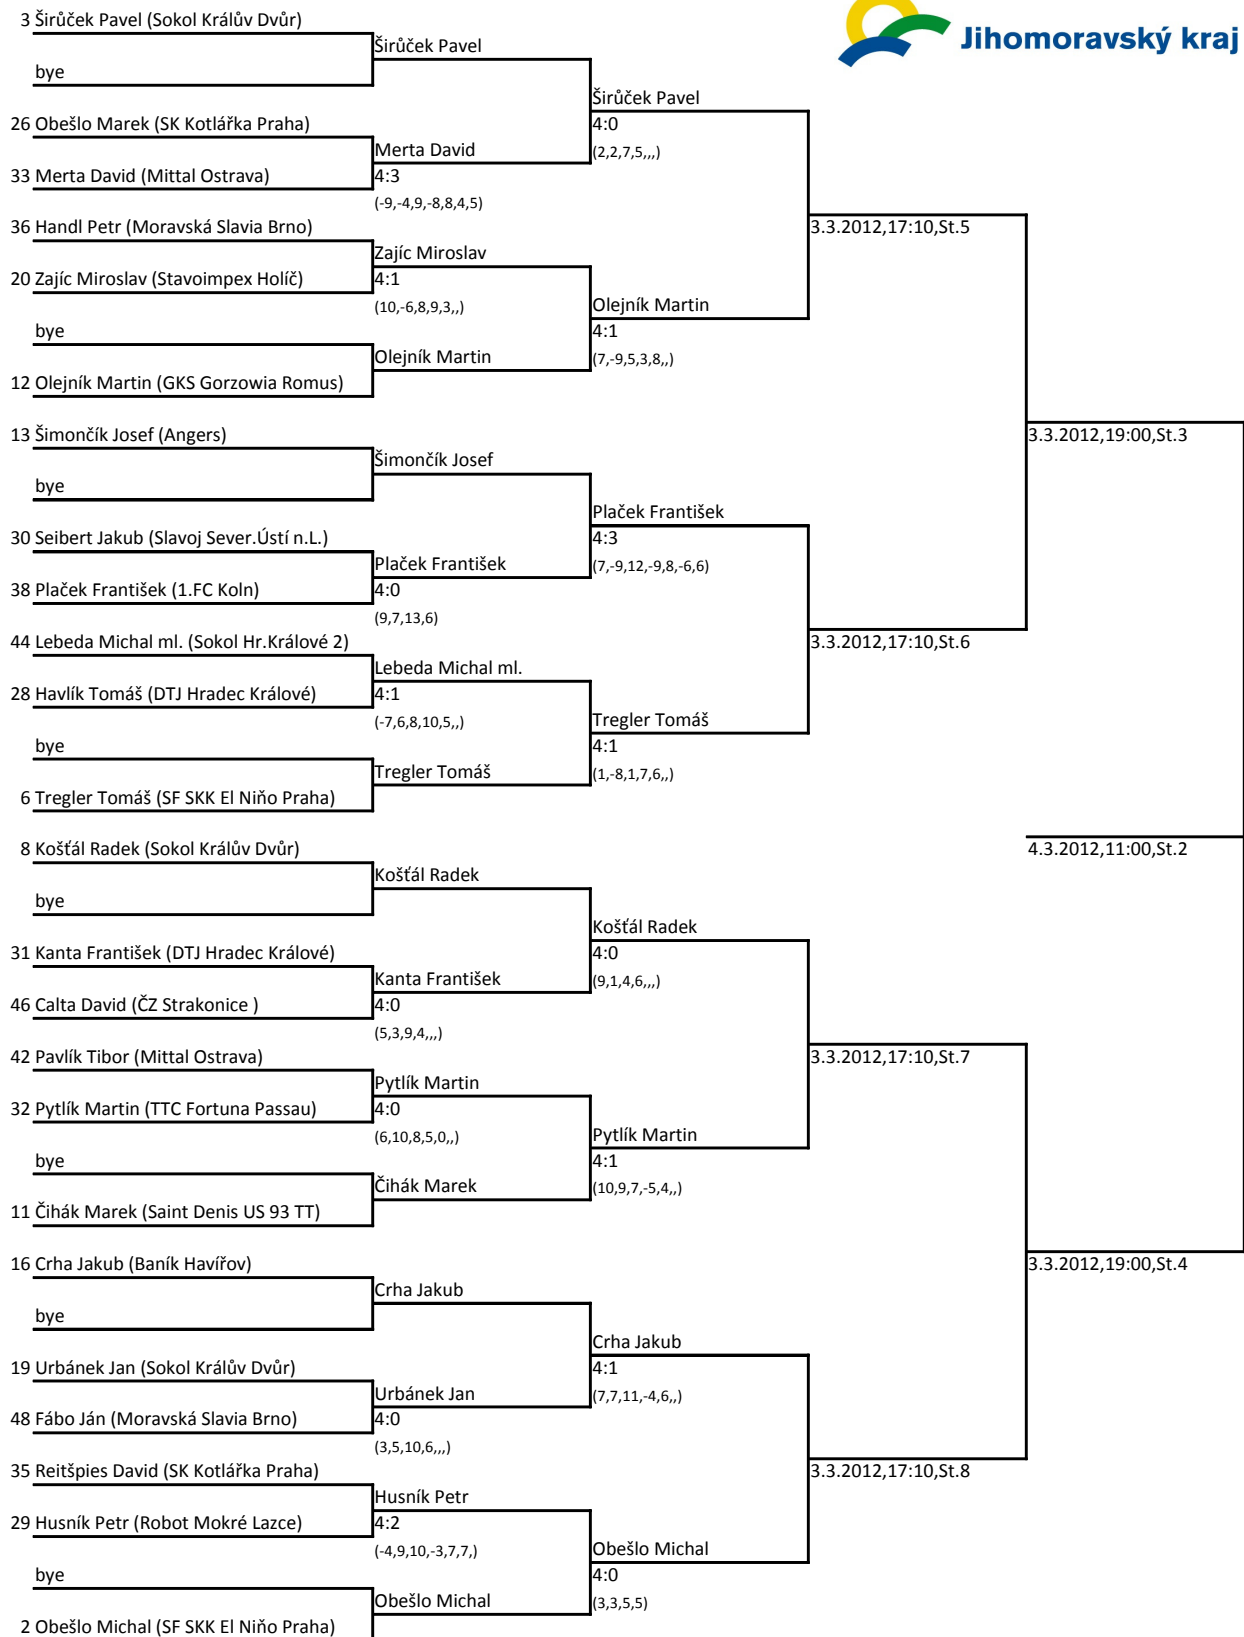 3 Širůček Pavel (Sokol Králův Dvůr)
Jihomoravský kraj
Širůček Pavel
bye
Širůček Pavel
26 Obešlo Marek (SK Kotlářka Praha)
4:0
Merta David
(2,2,7,5,,,)
33 Merta David (Mittal Ostrava)
4:3
(-9,-4,9,-8,8,4,5)
36 Handl Petr (Moravská Slavia Brno)
3.3.2012,17:10,St.5
Zajíc Miroslav
20 Zajíc Miroslav (Stavoimpex Holíč)
4:1
(10,-6,8,9,3,,)
Olejník Martin
bye
4:1
Olejník Martin
(7,-9,5,3,8,,)
12 Olejník Martin (GKS Gorzowia Romus)
13 Šimončík Josef (Angers)
3.3.2012,19:00,St.3
Šimončík Josef
bye
Plaček František
30 Seibert Jakub (Slavoj Sever.Ústí n.L.)
4:3
Plaček František
(7,-9,12,-9,8,-6,6)
38 Plaček František (1.FC Koln)
4:0
(9,7,13,6)
44 Lebeda Michal ml. (Sokol Hr.Králové 2)
3.3.2012,17:10,St.6
Lebeda Michal ml.
28 Havlík Tomáš (DTJ Hradec Králové)
4:1
(-7,6,8,10,5,,)
Tregler Tomáš
bye
4:1
Tregler Tomáš
(1,-8,1,7,6,,)
6 Tregler Tomáš (SF SKK El Niňo Praha)
8 Košťál Radek (Sokol Králův Dvůr)
4.3.2012,11:00,St.2
Košťál Radek
bye
Košťál Radek
31 Kanta František (DTJ Hradec Králové)
4:0
Kanta František
(9,1,4,6,,,)
46 Calta David (ČZ Strakonice )
4:0
(5,3,9,4,,,)
42 Pavlík Tibor (Mittal Ostrava)
3.3.2012,17:10,St.7
Pytlík Martin
32 Pytlík Martin (TTC Fortuna Passau)
4:0
(6,10,8,5,0,,)
Pytlík Martin
bye
4:1
Čihák Marek
(10,9,7,-5,4,,)
11 Čihák Marek (Saint Denis US 93 TT)
16 Crha Jakub (Baník Havířov)
3.3.2012,19:00,St.4
Crha Jakub
bye
Crha Jakub
19 Urbánek Jan (Sokol Králův Dvůr)
4:1
Urbánek Jan
(7,7,11,-4,6,,)
48 Fábo Ján (Moravská Slavia Brno)
4:0
(3,5,10,6,,,)
35 Reitšpies David (SK Kotlářka Praha)
3.3.2012,17:10,St.8
Husník Petr
29 Husník Petr (Robot Mokré Lazce)
4:2
(-4,9,10,-3,7,7,)
Obešlo Michal
bye
4:0
Obešlo Michal
(3,3,5,5)
2 Obešlo Michal (SF SKK El Niňo Praha)